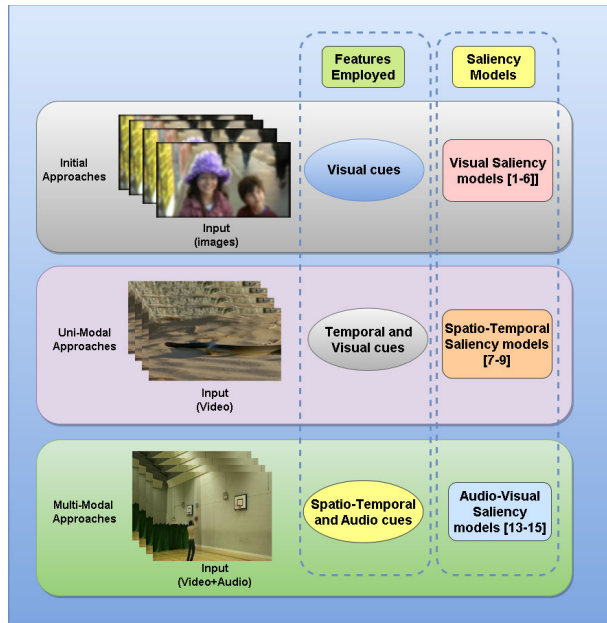 Features
Employed
Saliency
Models
Initial
Approaches
Input
(images)
Visual cues
Visual Saliency
models [1-6]]
Uni-Modal
Approaches
Input
(Video)
Temporal and
Visual cues
Spatio-Temporal
Saliency models
[7-9]
Multi-Modal
Approaches
Input
(Video+Audio)
Spatio-Temporal
and Audio cues
Audio-Visual
Saliency
models [13-15]